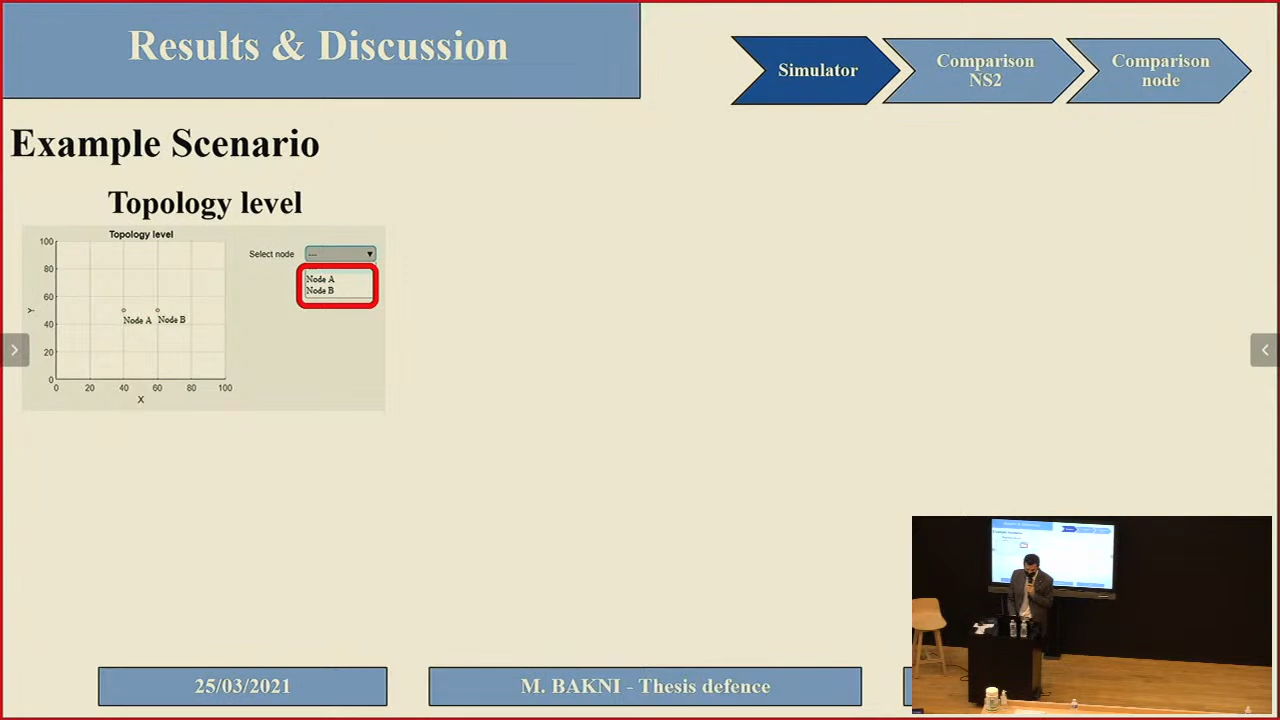 Results & Discussion
Simulator
Comparison
NS2
Comparison
node
Example Scenario
Topology level
Topology level
Select node
---
Node A
Node B
100
80
60
40
20
0
Y
Node A
Node B
0
20
40
60
80
100
X
25/03/2021
M. BAKNI - Thesis defence